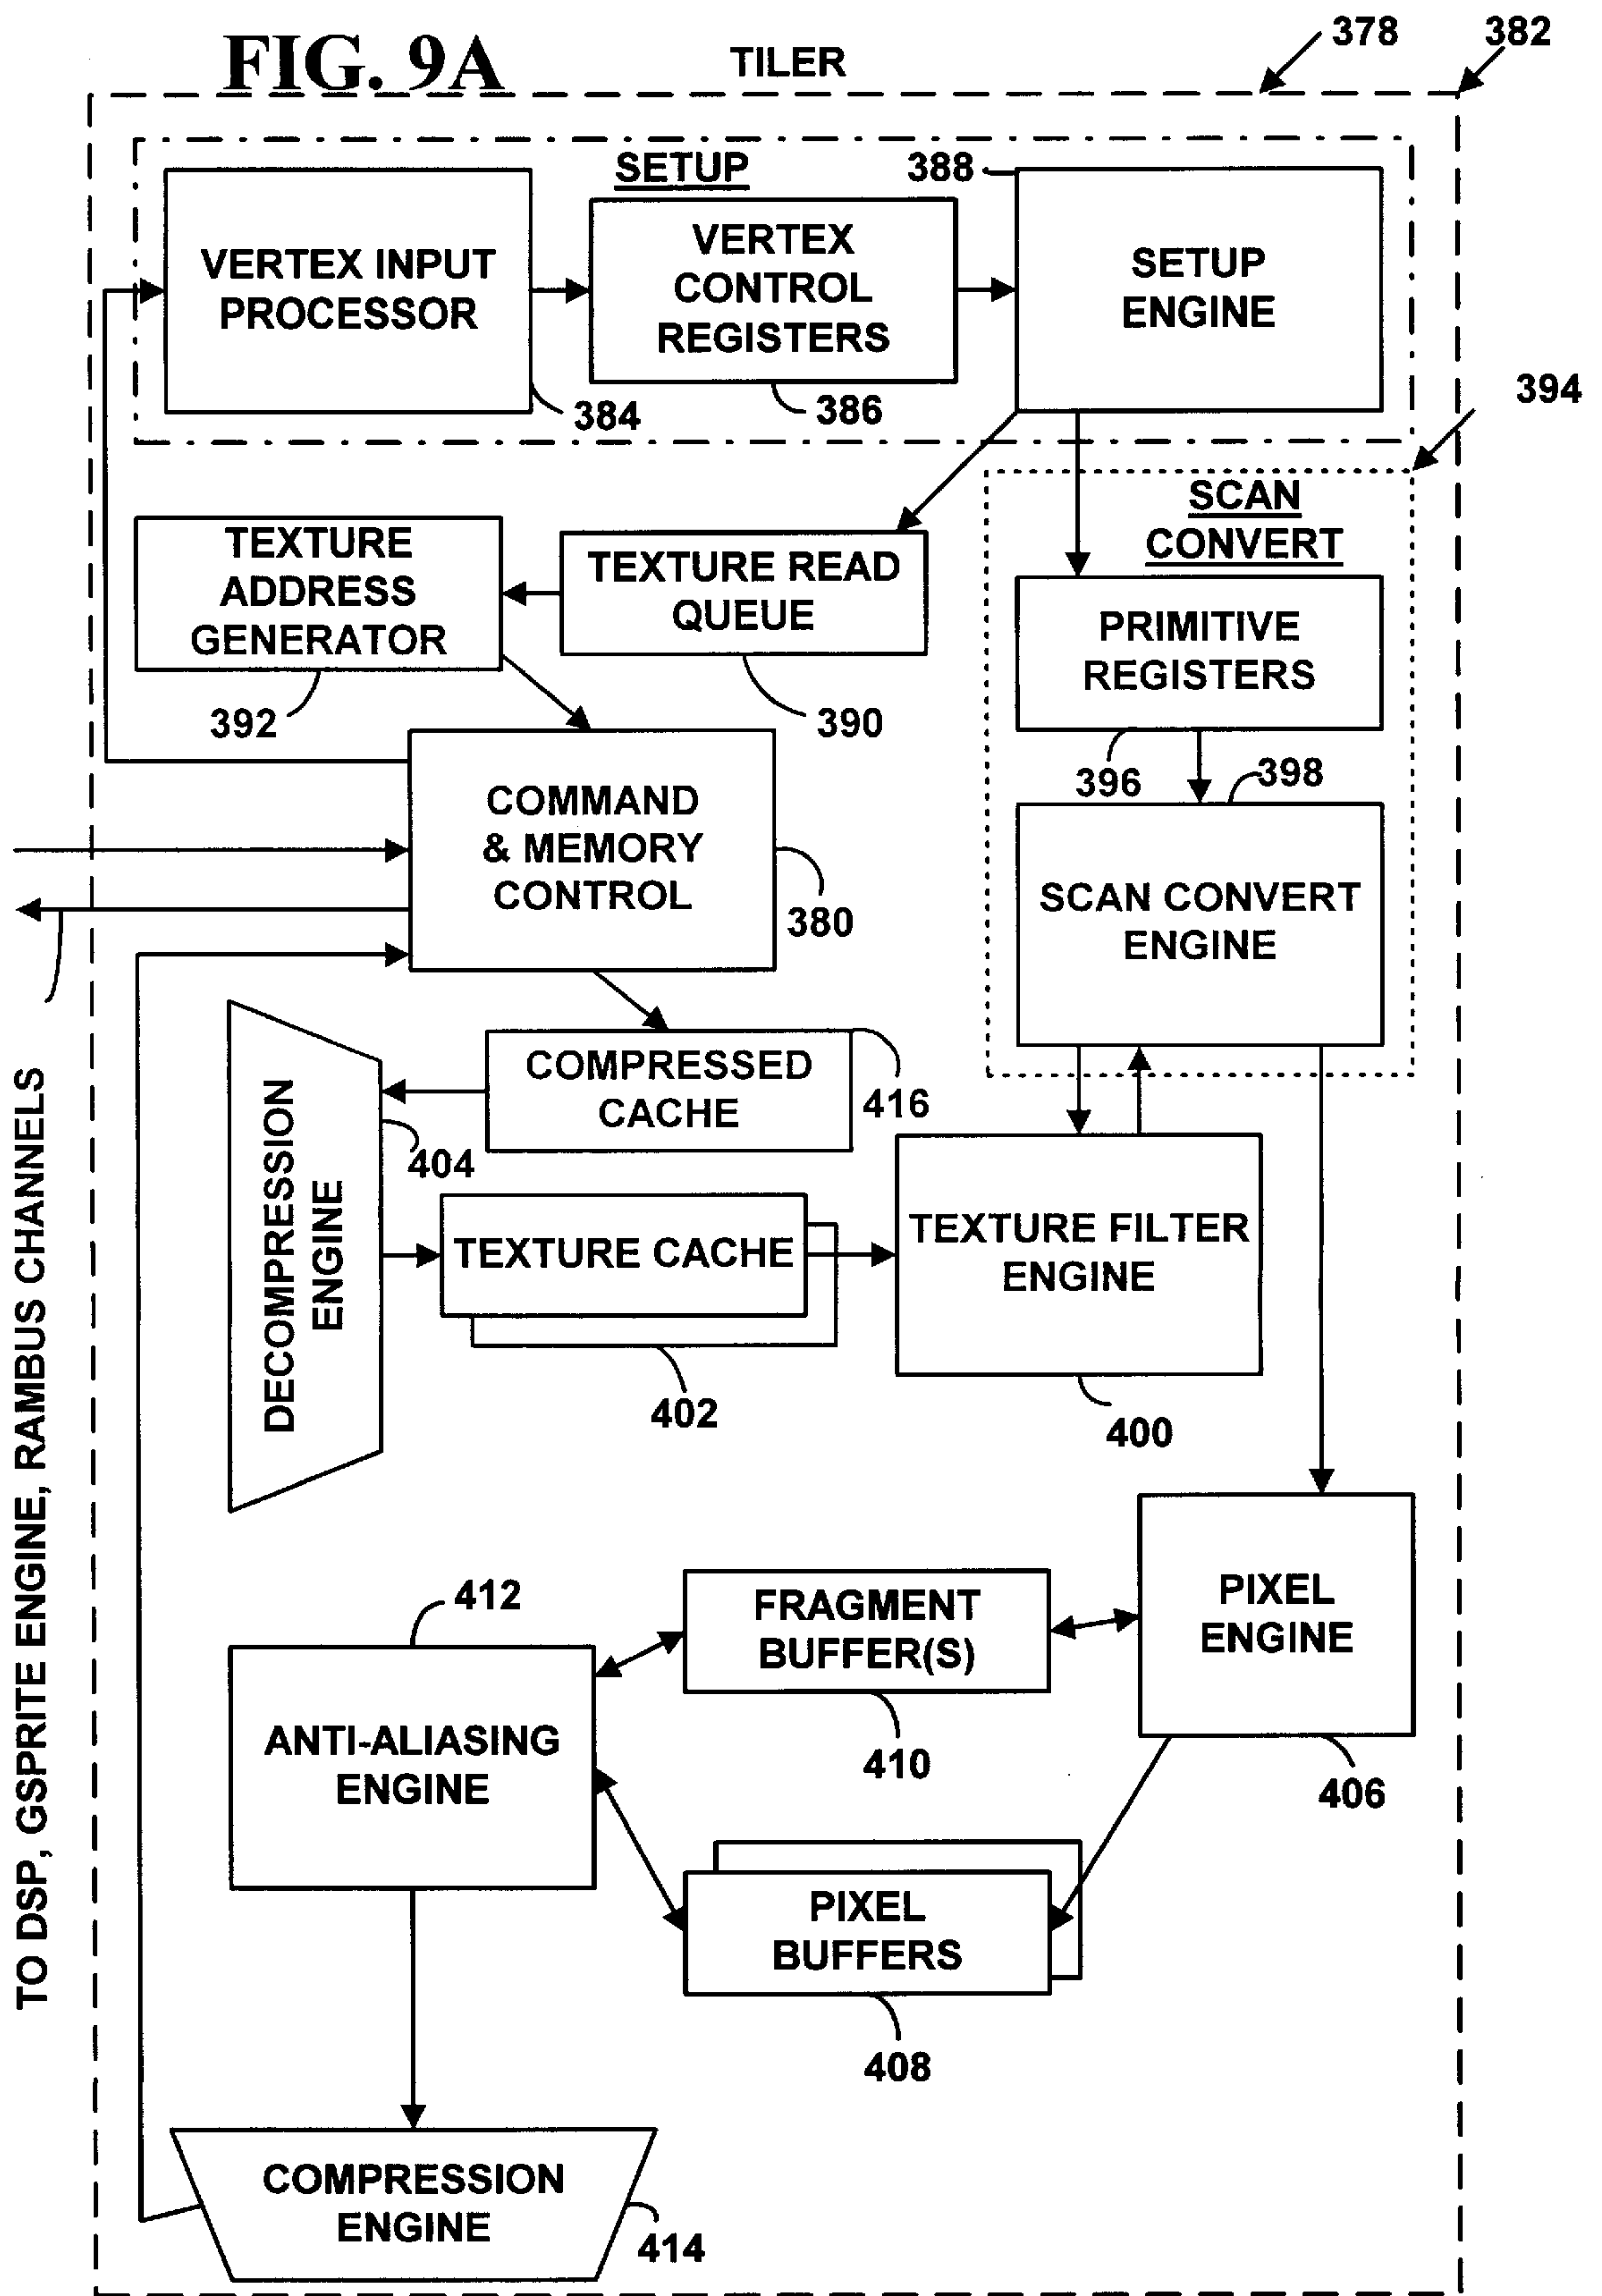 FIG. 9A
TILER
378
382
SETUP
388
VERTEX INPUT
PROCESSOR
VERTEX
CONTROL
REGISTERS
SETUP
ENGINE
384
386
394
SCAN
CONVERT
TEXTURE
ADDRESS
GENERATOR
TEXTURE READ
QUEUE
PRIMITIVE
REGISTERS
392
390
396
398
COMMAND
& MEMORY
CONTROL
380
SCAN CONVERT
ENGINE
COMPRESSED
CACHE
416
DECOMPRESSION
ENGINE
404
TEXTURE CACHE
TEXTURE FILTER
ENGINE
402
400
TO DSP, GSPRITE ENGINE, RAMBUS CHANNELS
412
FRAGMENT
BUFFER(S)
PIXEL
ENGINE
ANTI-ALIASING
ENGINE
410
406
PIXEL
BUFFERS
408
COMPRESSION
ENGINE
414